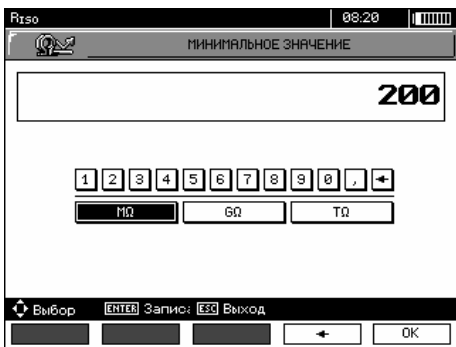 RISO 08:20
МИНИМАЛЬНОЕ ЗНАЧЕНИЕ
200
1 2 3 4 5 6 7 8 9 0 , ←
MΩ GΩ TΩ
Выбор ENTER Запись ESC Выход
← OK